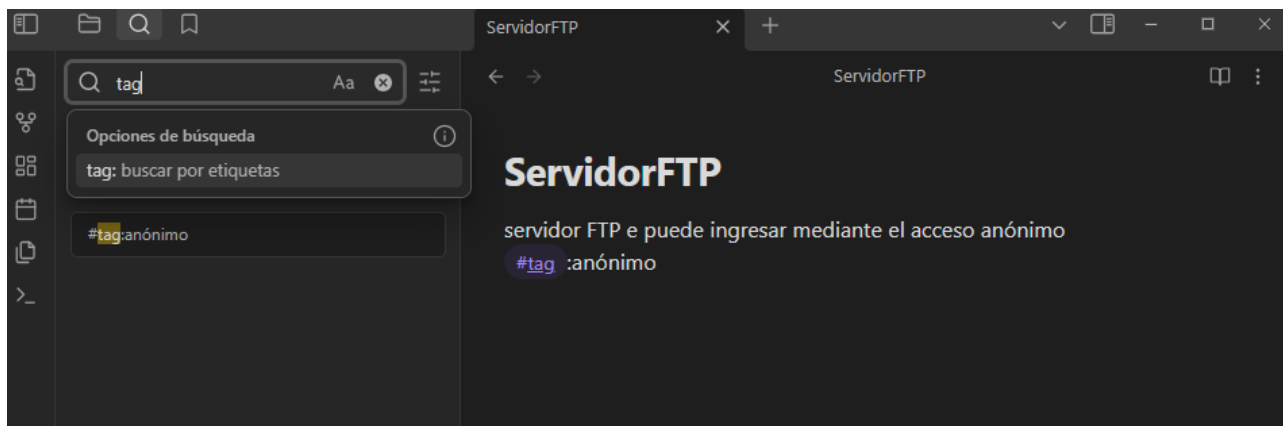 ServidorFTP
tag
Aa
ServidorFTP
Opciones de búsqueda
tag: buscar por etiquetas
#tag:anónimo
ServidorFTP
servidor FTP e puede ingresar mediante el acceso anónimo
#tag :anónimo